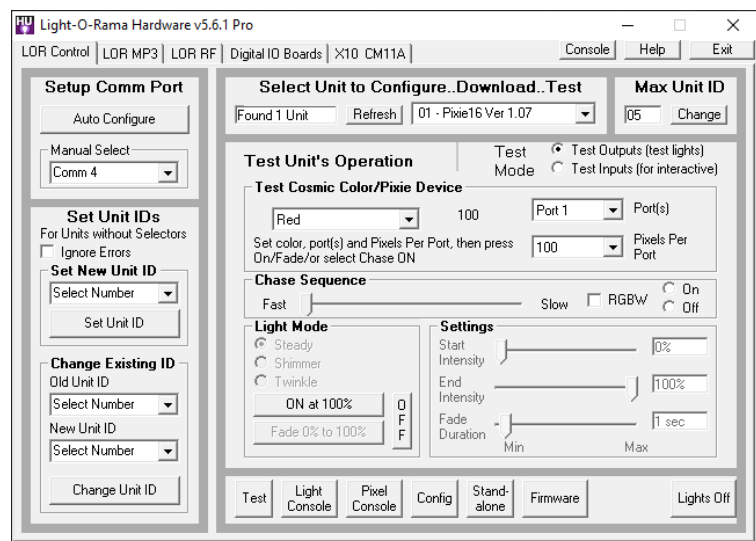 HU Light-O-Rama Hardware v5.6.1 Pro
LOR Control LOR MP3 LOR RF Digital IO Boards X10 CM11A Console Help Exit
Setup Comm Port
Auto Configure
Manual Select
Comm 4
Set Unit IDs
For Units without Selectors
Ignore Errors
Set New Unit ID
Select Number
Set Unit ID
Change Existing ID
Old Unit ID
Select Number
New Unit ID
Select Number
Change Unit ID
Select Unit to Configure..Download..Test
Found 1 Unit Refresh 01 - Pixie16 Ver 1.07
Max Unit ID
05 Change
Test Unit's Operation
Test Mode
Test Outputs (test lights)
Test Inputs (for interactive)
Test Cosmic Color/Pixie Device
Red 100 Port 1 Port(s)
Set color, port(s) and Pixels Per Port, then press
On/Fade/or select Chase ON
100 Pixels Per
Port
Chase Sequence
Fast Slow RGBW On
Off
Light Mode
Steady
Shimmer
Twinkle
ON at 100%
Fade 0% to 100%
OFF
Settings
Start
Intensity
0%
End
Intensity
100%
Fade
Duration
1 sec
Min Max
Test
Light
Console
Pixel
Console
Config
Stand-
alone
Firmware
Lights Off